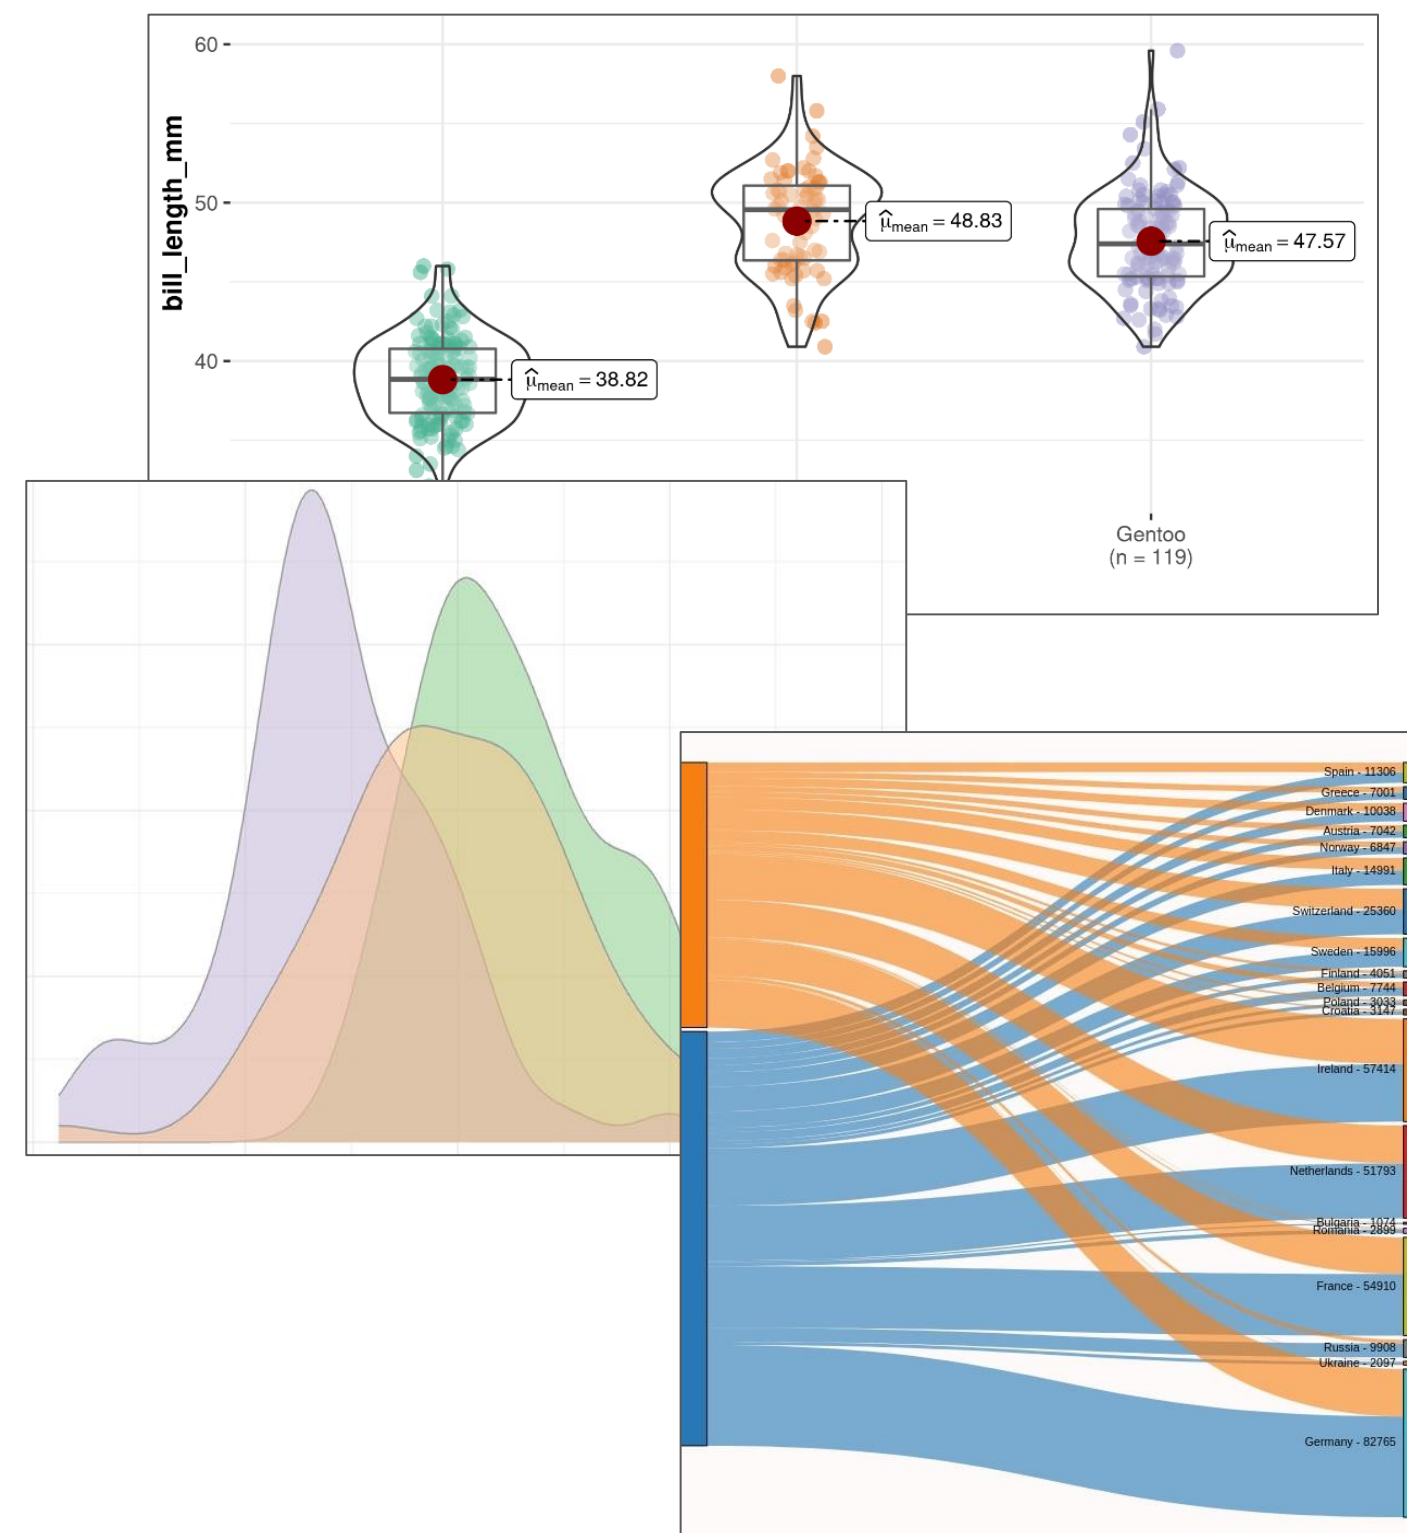 60
bill_length_mm
50
40
μ̂mean = 38.82
μ̂mean = 48.83
μ̂mean = 47.57
Gentoo
(n = 119)
Spain - 11306
Greece - 7001
Denmark - 10038
Austria - 7042
Norway - 6847
Italy - 14991
Switzerland - 25360
Sweden - 15996
Finland - 4051
Belgium - 7744
Poland - 3033
Croatia - 3147
Ireland - 57414
Netherlands - 51793
Bulgaria - 1074
Romania - 2899
France - 54910
Russia - 9908
Ukraine - 2097
Germany - 82765